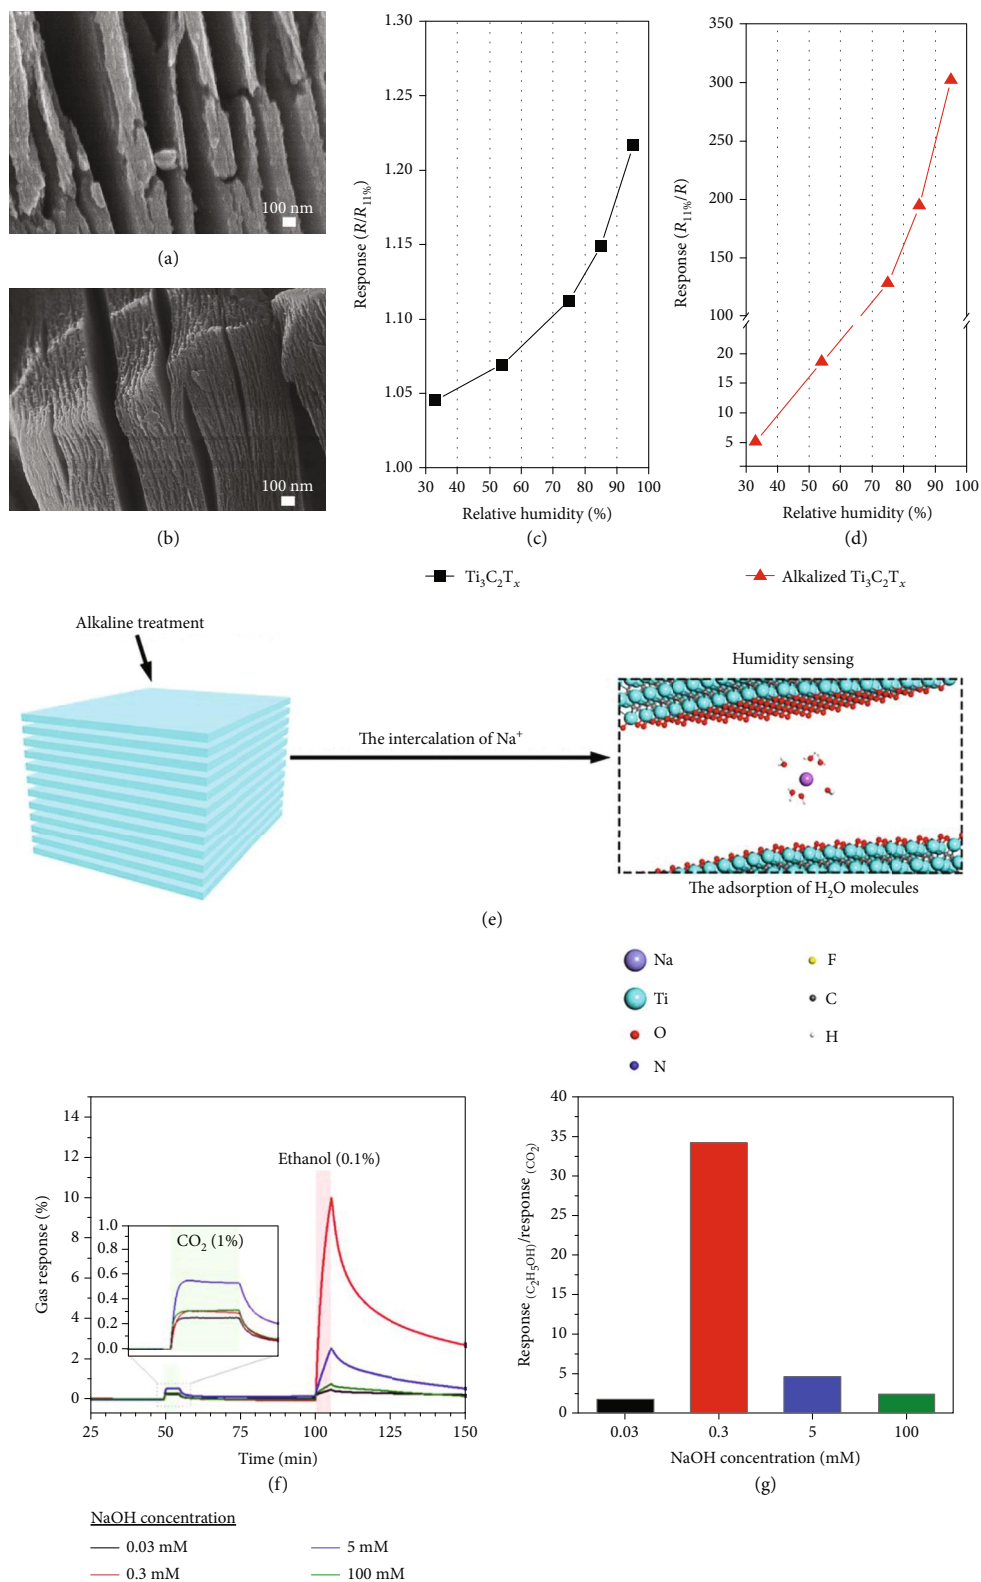 100 nm
(a)
100 nm
(b)
Response (R/R11%)
1.30
1.25
1.20
1.15
1.10
1.05
1.00
30 40 50 60 70 80 90 100
Relative humidity (%)
(c)
Response (R11%/R)
300
250
200
150
100
20
15
10
5
30 40 50 60 70 80 90 100
Relative humidity (%)
(d)
Ti3C2Tx
Alkalized Ti3C2Tx
Alkaline treatment
The intercalation of Na+
Humidity sensing
The adsorption of H2O molecules
(e)
Na
F
Ti
C
O
H
N
Gas response (%)
14
12
10
8
6
4
2
0
Ethanol (0.1%)
CO2 (1%)
1.0
0.8
0.6
0.4
0.2
0.0
25 50 75 100 125 150
Time (min)
(f)
NaOH concentration
0.03 mM
5 mM
0.3 mM
100 mM
Response (C2H5OH)/response (CO2)
40
35
30
25
20
15
10
5
0
0.03 0.3 5 100
NaOH concentration (mM)
(g)